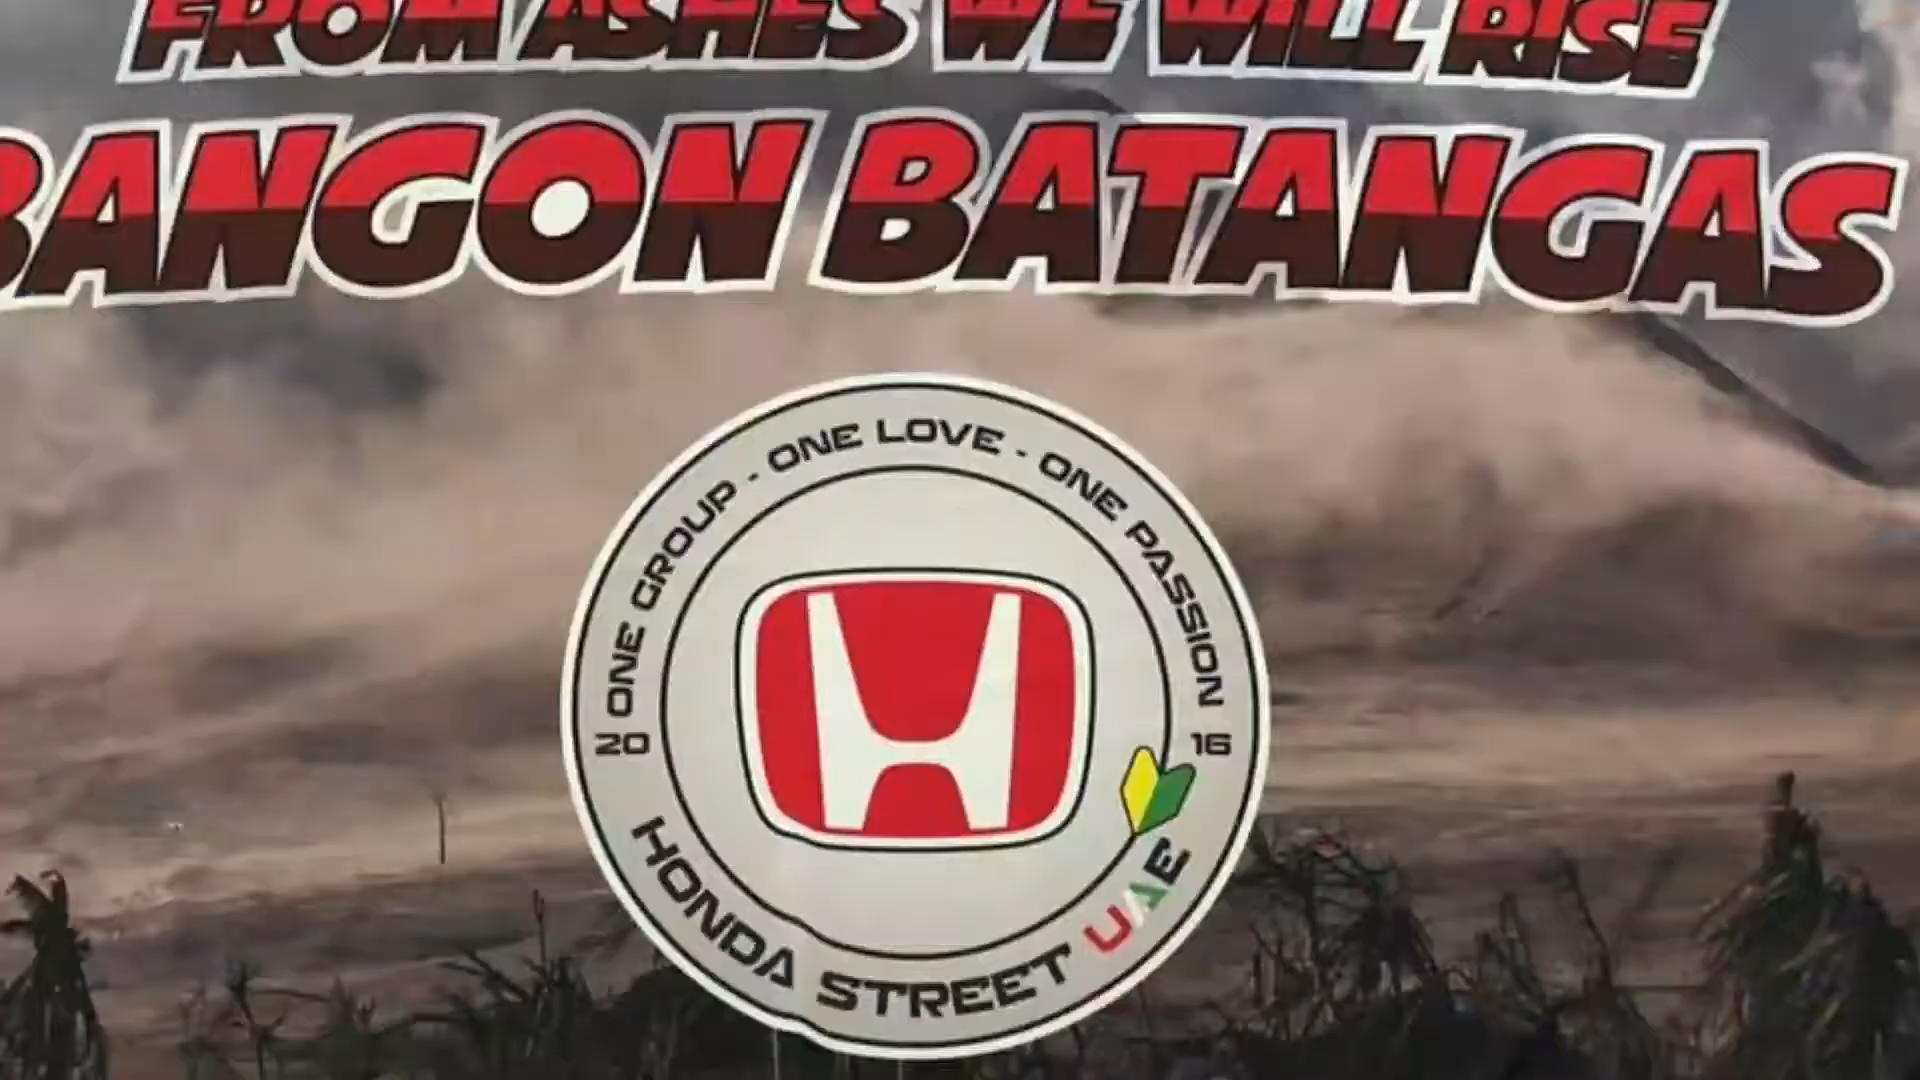 FROM ASHES WE WILL RISE
BANGON BATANGAS
ONE GROUP - ONE LOVE - ONE PASSION
20 16
HONDA STREET UAE